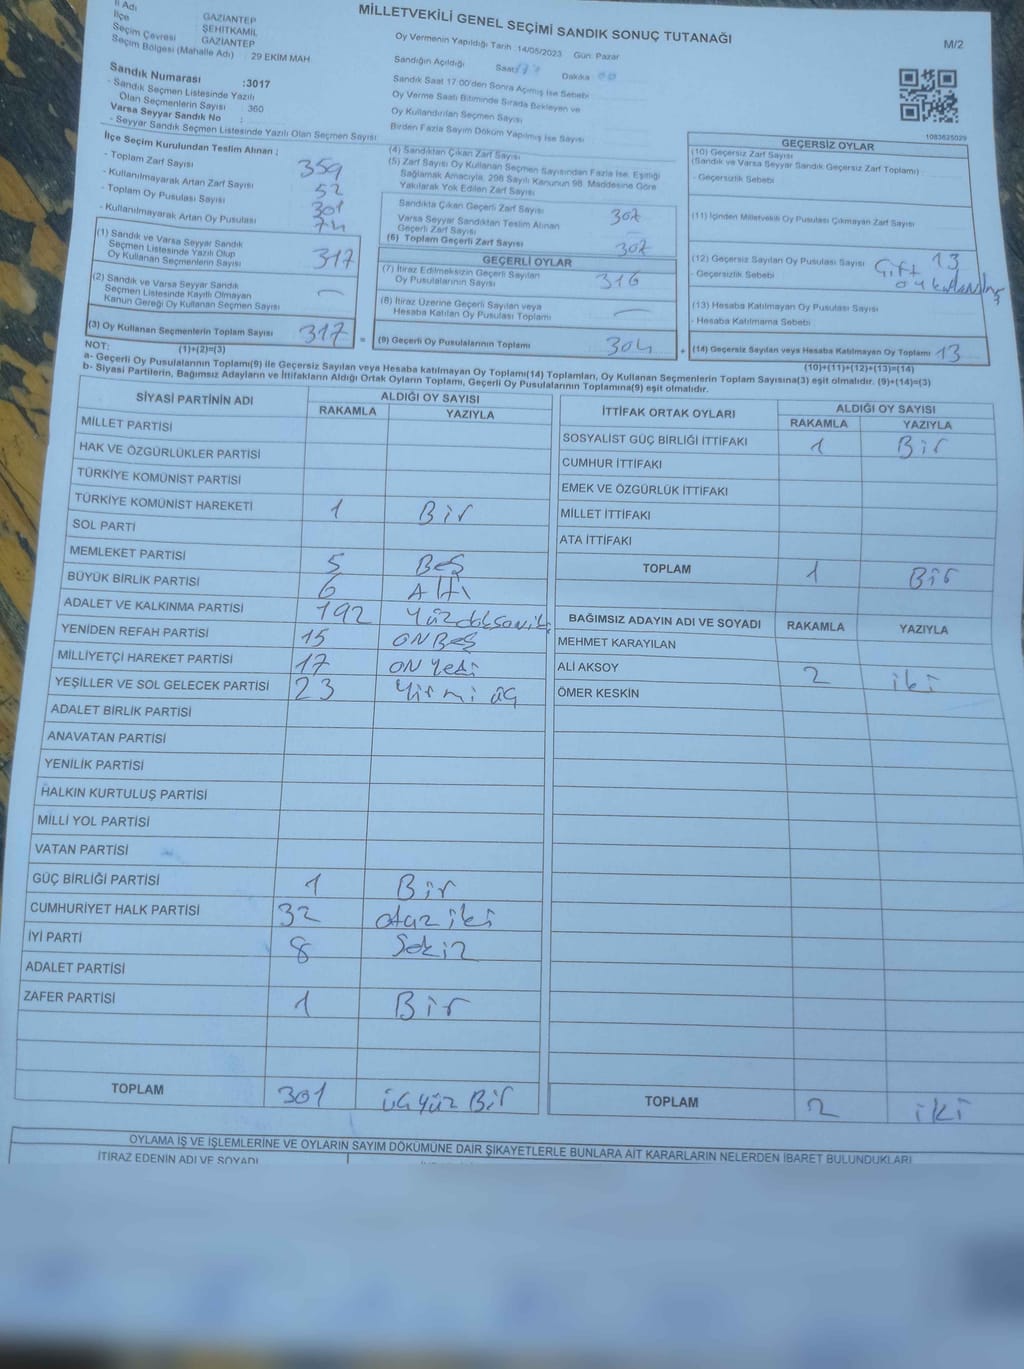 MİLLETVEKİLİ GENEL SEÇİMİ SANDIK SONUÇ TUTANAĞI
M/2
İl Adı GAZİANTEP
İlçe ŞEHİTKAMİL
Seçim Çevresi GAZİANTEP
Seçim Bölgesi (Mahalle Adı) 29 EKİM MAH
Sandık Numarası :3017
- Sandık Seçmen Listesinde Yazılı
Olan Seçmenlerin Sayısı : 360
Varsa Seyyar Sandık No :
- Seyyar Sandık Seçmen Listesinde Yazılı Olan Seçmen Sayısı
Oy Vermenin Yapıldığı Tarih : 14/05/2023 Gün: Pazar
Sandığın Açıldığı Saat Dakika
Sandık Saat 17.00'den Sonra Açımış İse Sebebi
Oy Verme Saati Bitiminde Sırada Bekleyen ve
Oy Kullandırılan Seçmen Sayısı
Birden Fazla Sayım Döküm Yapılmış İse Sayısı
1083625029
İlçe Seçim Kurulundan Teslim Alınan :
- Toplam Zarf Sayısı 359
- Kullanılmayarak Artan Zarf Sayısı 52
- Toplam Oy Pusulası Sayısı 301
- Kullanılmayarak Artan Oy Pusulası 74
(1) Sandık ve Varsa Seyyar Sandık
Seçmen Listesinde Yazılı Olup
Oy Kullanan Seçmenlerin Sayısı 317
(2) Sandık ve Varsa Seyyar Sandık
Seçmen Listesinde Kayıtlı Olmayan
Kanun Gereği Oy Kullanan Seçmen Sayısı —
(3) Oy Kullanan Seçmenlerin Toplam Sayısı 317 =
(4) Sandıktan Çıkan Zarf Sayısı
(5) Zarf Sayısı Oy Kullanan Seçmen Sayısından Fazla İse, Eşitliği
Sağlamak Amacıyla, 298 Sayılı Kanunun 98. Maddesine Göre
Yakılarak Yok Edilen Zarf Sayısı
Sandıkta Çıkan Geçerli Zarf Sayısı 307
Varsa Seyyar Sandıktan Teslim Alınan
Geçerli Zarf Sayısı —
(6) Toplam Geçerli Zarf Sayısı 307
GEÇERLİ OYLAR
(7) İtiraz Edilmeksizin Geçerli Sayılan
Oy Pusulalarının Sayısı 316
(8) İtiraz Üzerine Geçerli Sayılan veya
Hesaba Katılan Oy Pusulası Toplamı —
(9) Geçerli Oy Pusulalarının Toplamı 304 +
GEÇERSİZ OYLAR
(10) Geçersiz Zarf Sayısı
(Sandık ve Varsa Seyyar Sandık Geçersiz Zarf Toplamı)
- Geçersizlik Sebebi
(11) İçinden Milletvekili Oy Pusulası Çıkmayan Zarf Sayısı
(12) Geçersiz Sayılan Oy Pusulası Sayısı 13
- Geçersizlik Sebebi Çift
(13) Hesaba Katılmayan Oy Pusulası Sayısı
- Hesaba Katılmama Sebebi
(14) Geçersiz Sayılan veya Hesaba Katılmayan Oy Toplamı 13
NOT: (1)+(2)=(3) (10)+(11)+(12)+(13)=(14)
a- Geçerli Oy Pusulasının Toplamı(9) ile Geçersiz Sayılan veya Hesaba katılmayan Oy Toplamı(14) Toplamları, Oy Kullanan Seçmenlerin Toplam Sayısına(3) eşit olmalıdır. (9)+(14)=(3)
b- Siyasi Partilerin, Bağımsız Adayların ve İttifakların Aldığı Ortak Oyların Toplamı, Geçerli Oy Pusulalarının Toplamına(9) eşit olmalıdır.
SİYASİ PARTİNİN ADI ALDIĞI OY SAYISI
RAKAMLA YAZIYLA
MİLLET PARTİSİ
HAK VE ÖZGÜRLÜKLER PARTİSİ
TÜRKİYE KOMÜNİST PARTİSİ
TÜRKİYE KOMÜNİST HAREKETİ 1 Bir
SOL PARTİ
MEMLEKET PARTİSİ 5 Beş
BÜYÜK BİRLİK PARTİSİ 6 Altı
ADALET VE KALKINMA PARTİSİ 192
YENİDEN REFAH PARTİSİ 15 ONBEŞ
MİLLİYETÇİ HAREKET PARTİSİ 17 ON Yedi
YEŞİLLER VE SOL GELECEK PARTİSİ 23 Yirmi üç
ADALET BİRLİK PARTİSİ
ANAVATAN PARTİSİ
YENİLİK PARTİSİ
HALKIN KURTULUŞ PARTİSİ
MİLLİ YOL PARTİSİ
VATAN PARTİSİ
GÜÇ BİRLİĞİ PARTİSİ 1 Bir
CUMHURİYET HALK PARTİSİ 32 otuz iki
İYİ PARTİ 8 Sekiz
ADALET PARTİSİ
ZAFER PARTİSİ 1 Bir
TOPLAM 301 üçyüz Bir
İTTİFAK ORTAK OYLARI ALDIĞI OY SAYISI
RAKAMLA YAZIYLA
SOSYALİST GÜÇ BİRLİĞİ İTTİFAKI 1 Bir
CUMHUR İTTİFAKI
EMEK VE ÖZGÜRLÜK İTTİFAKI
MİLLET İTTİFAKI
ATA İTTİFAKI
TOPLAM 1 Bir
BAĞIMSIZ ADAYIN ADI VE SOYADI RAKAMLA YAZIYLA
MEHMET KARAYILAN
ALİ AKSOY 2 iki
ÖMER KESKİN
TOPLAM 2 iki
OYLAMA İŞ VE İŞLEMLERİNE VE OYLARIN SAYIM DÖKÜMÜNE DAİR ŞİKAYETLERLE BUNLARA AİT KARARLARIN NELERDEN İBARET BULUNDUKLARI
İTİRAZ EDENİN ADI VE SOYADI